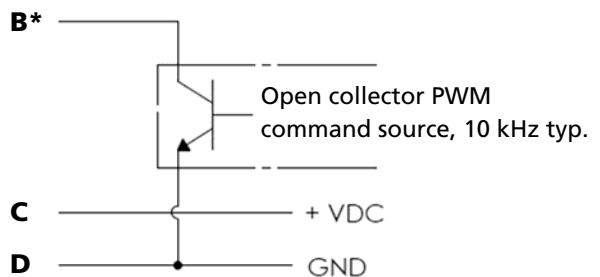 B*
Open collector PWM
command source, 10 kHz typ.
C + VDC
D GND